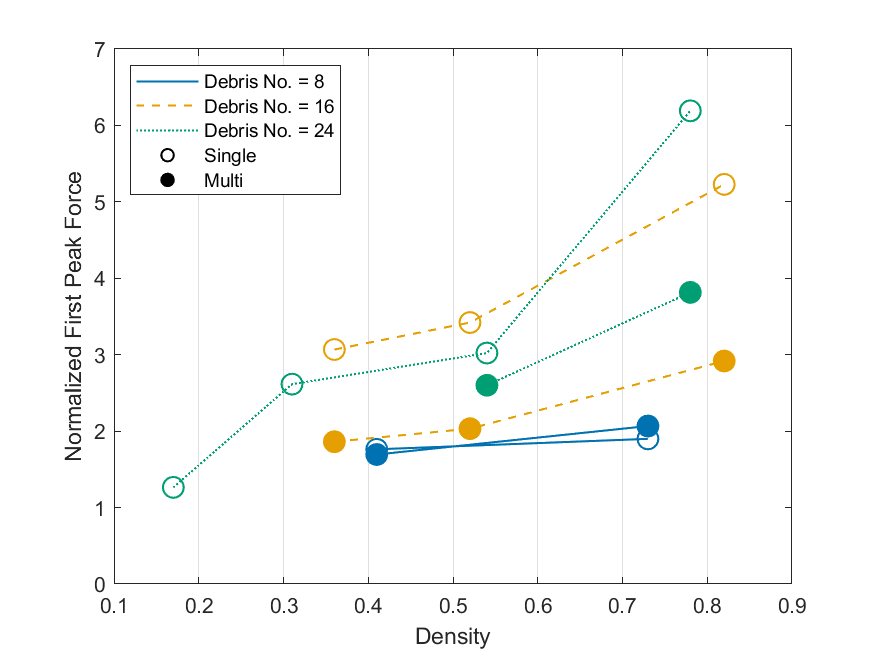 7
6
5
4
3
2
1
0
Normalized First Peak Force
Debris No. = 8
Debris No. = 16
Debris No. = 24
Single
Multi
0.1 0.2 0.3 0.4 0.5 0.6 0.7 0.8 0.9
Density